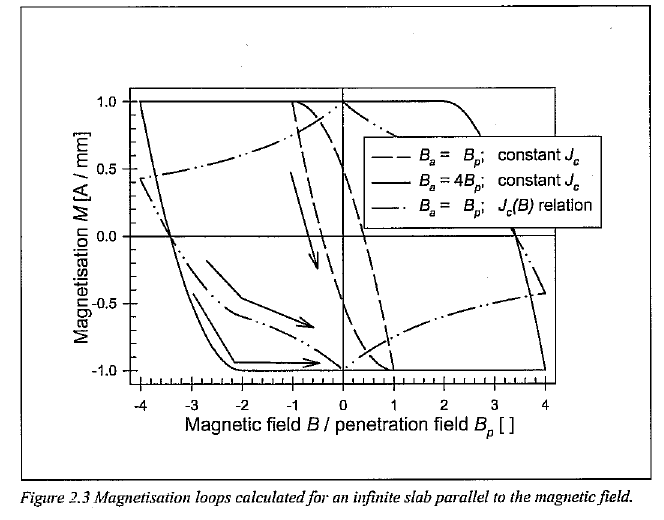 1.0
0.5
0.0
-0.5
-1.0
Magnetisation M [A / mm]
B_a = B_p; constant J_c
B_a = 4B_p; constant J_c
B_a = B_p; J_c(B) relation
-4 -3 -2 -1 0 1 2 3 4
Magnetic field B / penetration field B_p [ ]
Figure 2.3 Magnetisation loops calculated for an infinite slab parallel to the magnetic field.